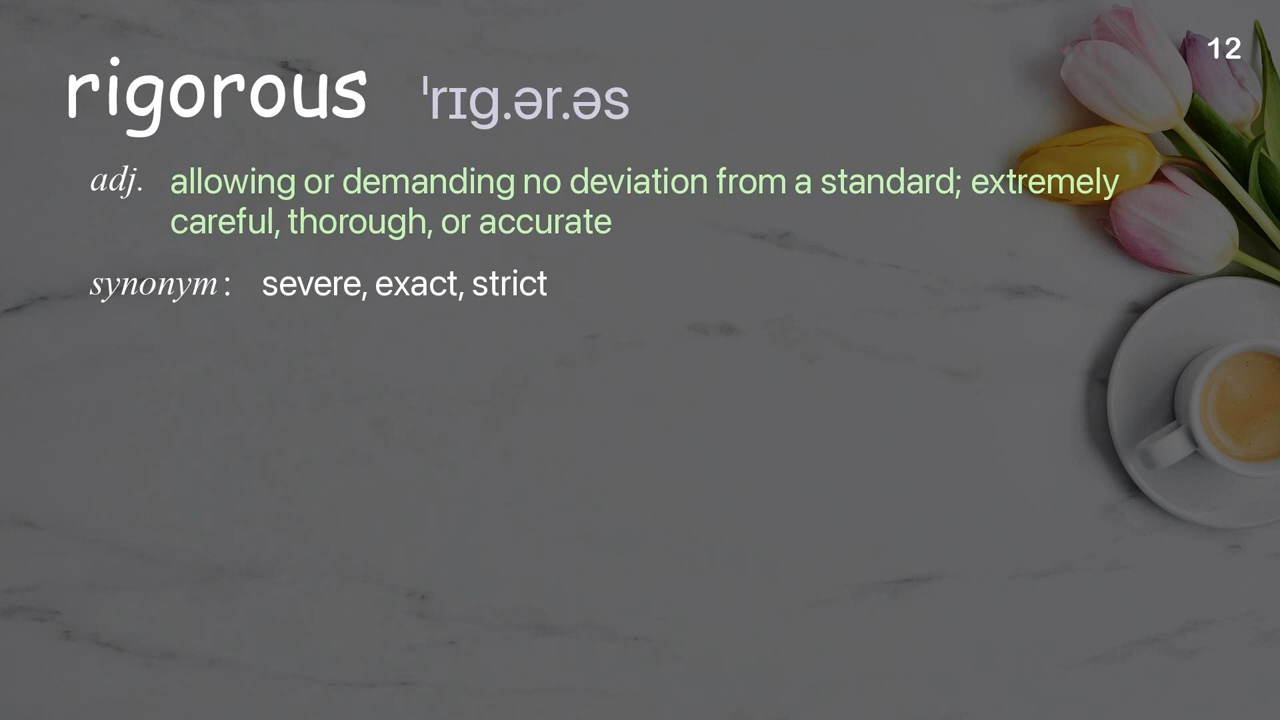 12
rigorous ˈrɪg.ər.əs
adj. allowing or demanding no deviation from a standard; extremely
careful, thorough, or accurate
synonym: severe, exact, strict